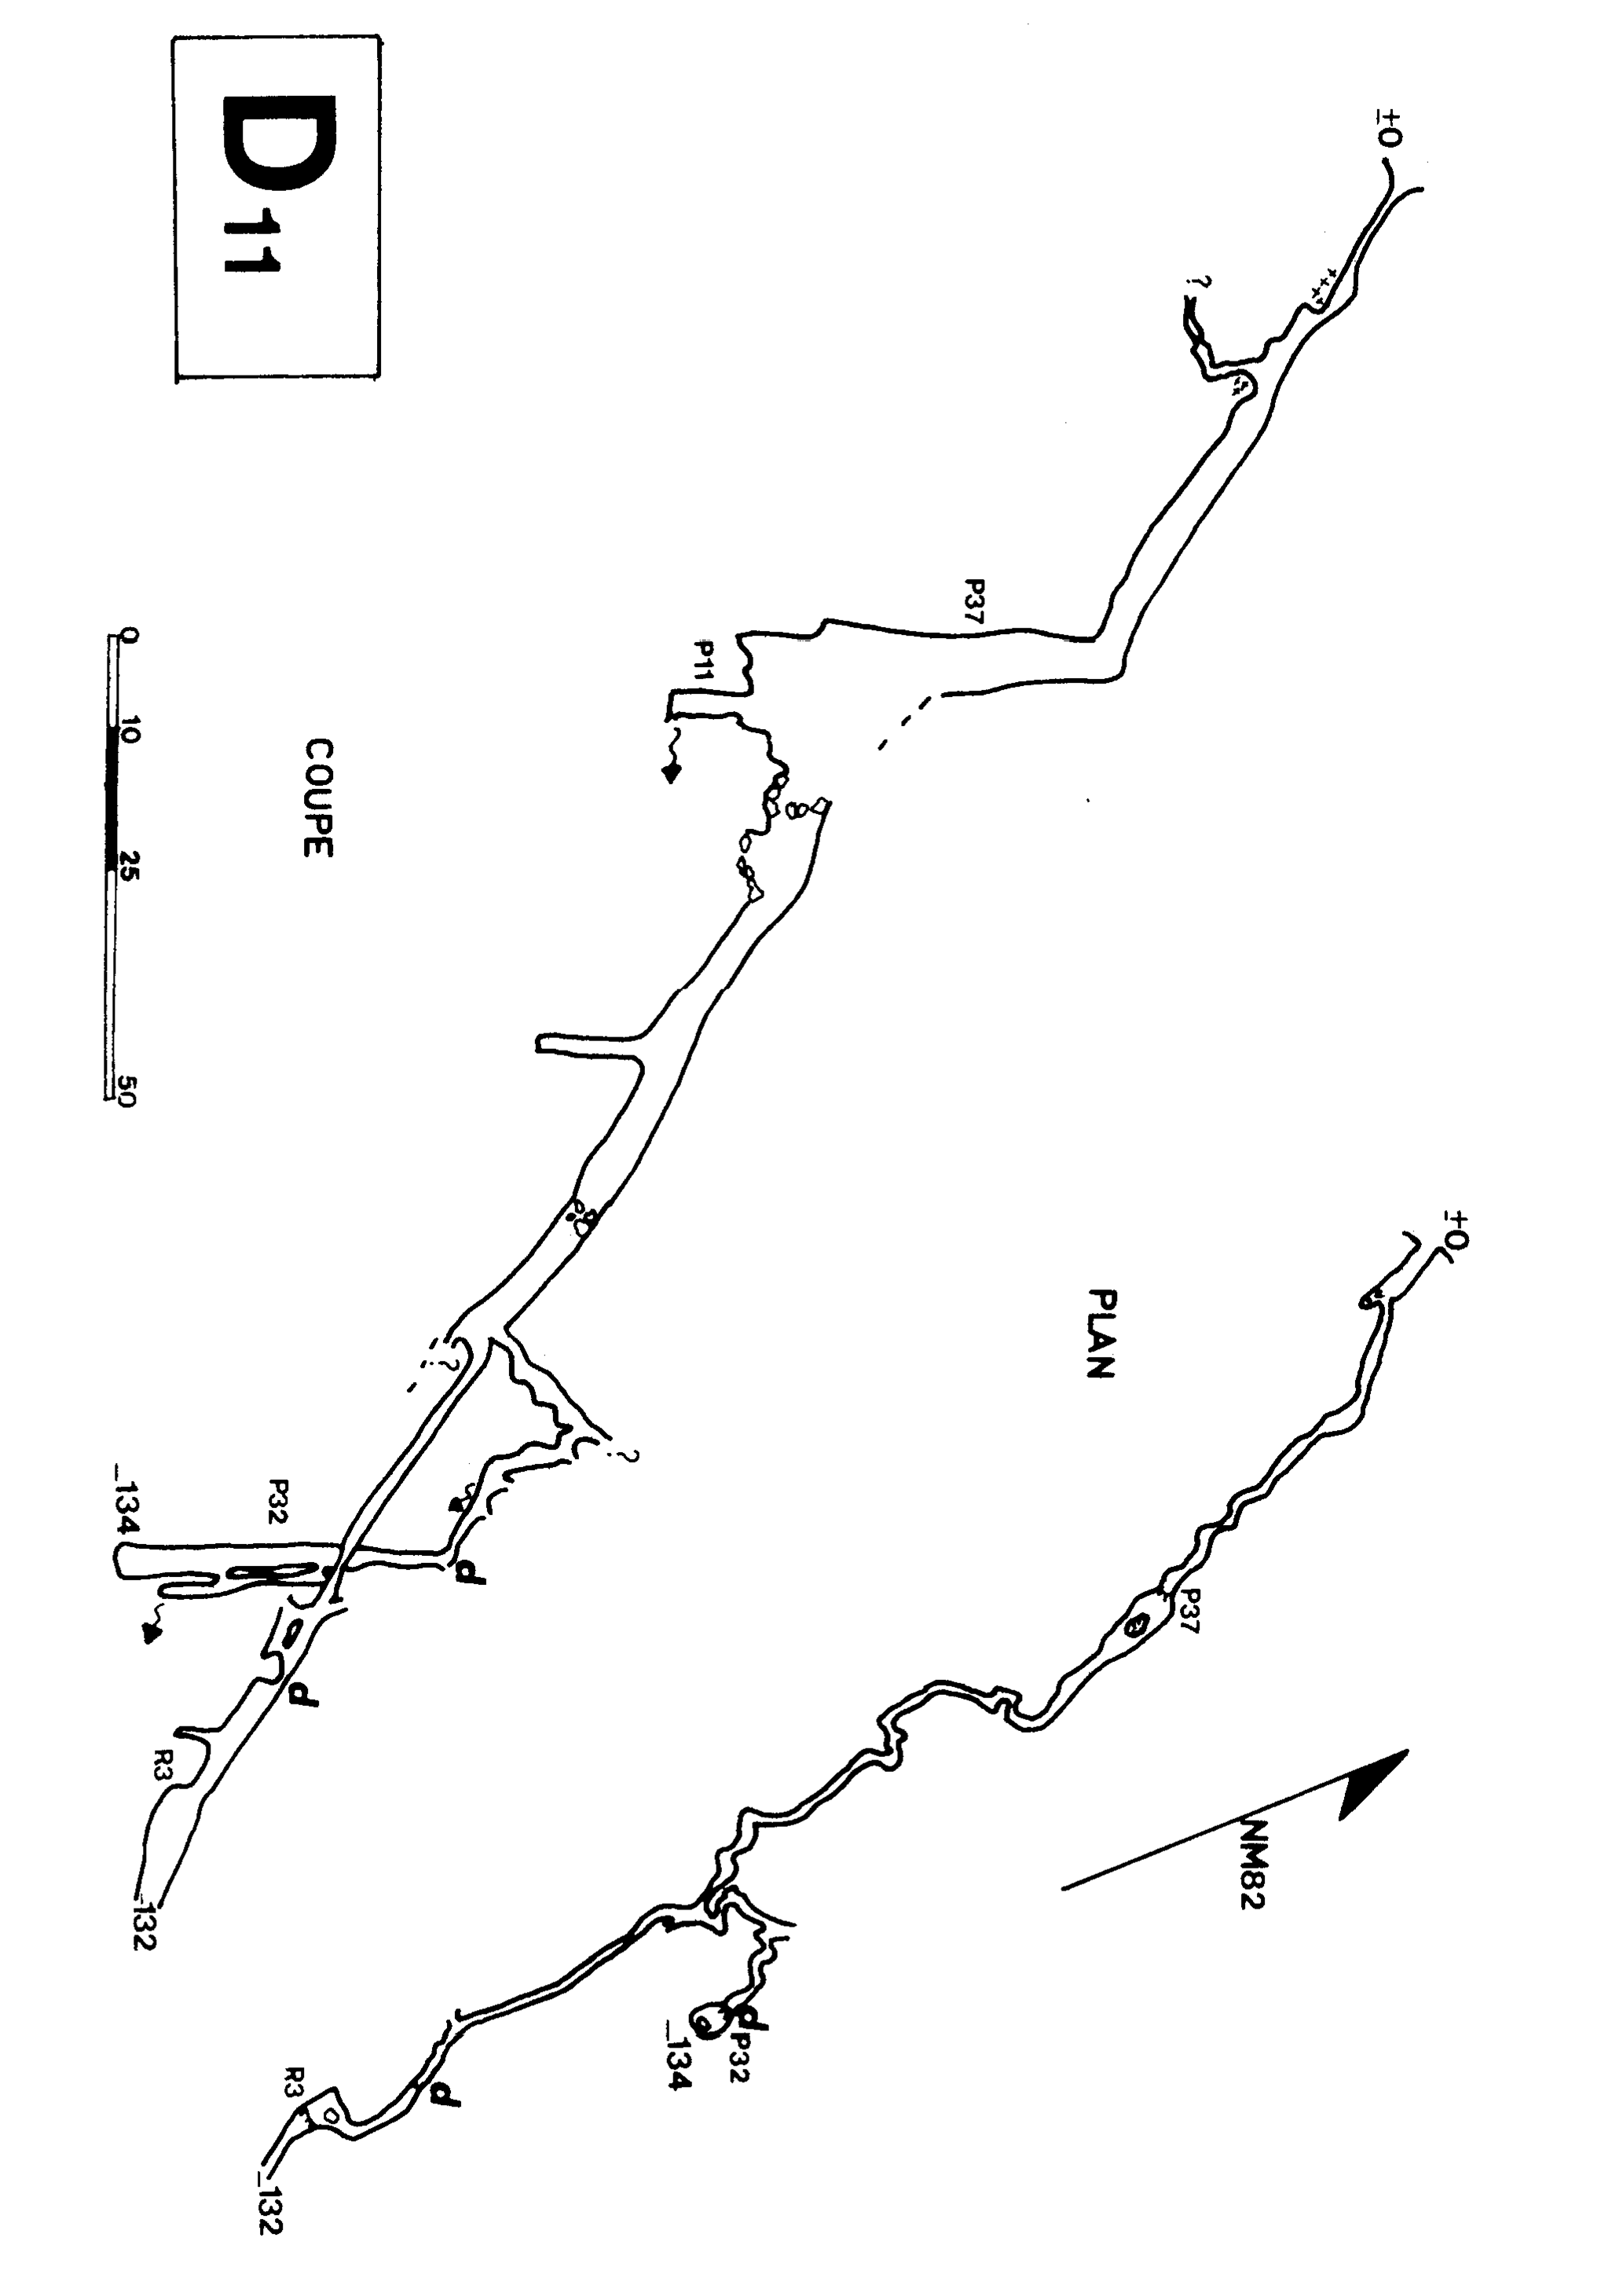 ±0
?
P37
P11
?
?
d
P32
_134
d
R3
_132
D11
COUPE
0 10 25 50
PLAN
±0
P37
NM82
d
P32
_134
d
R3
_132